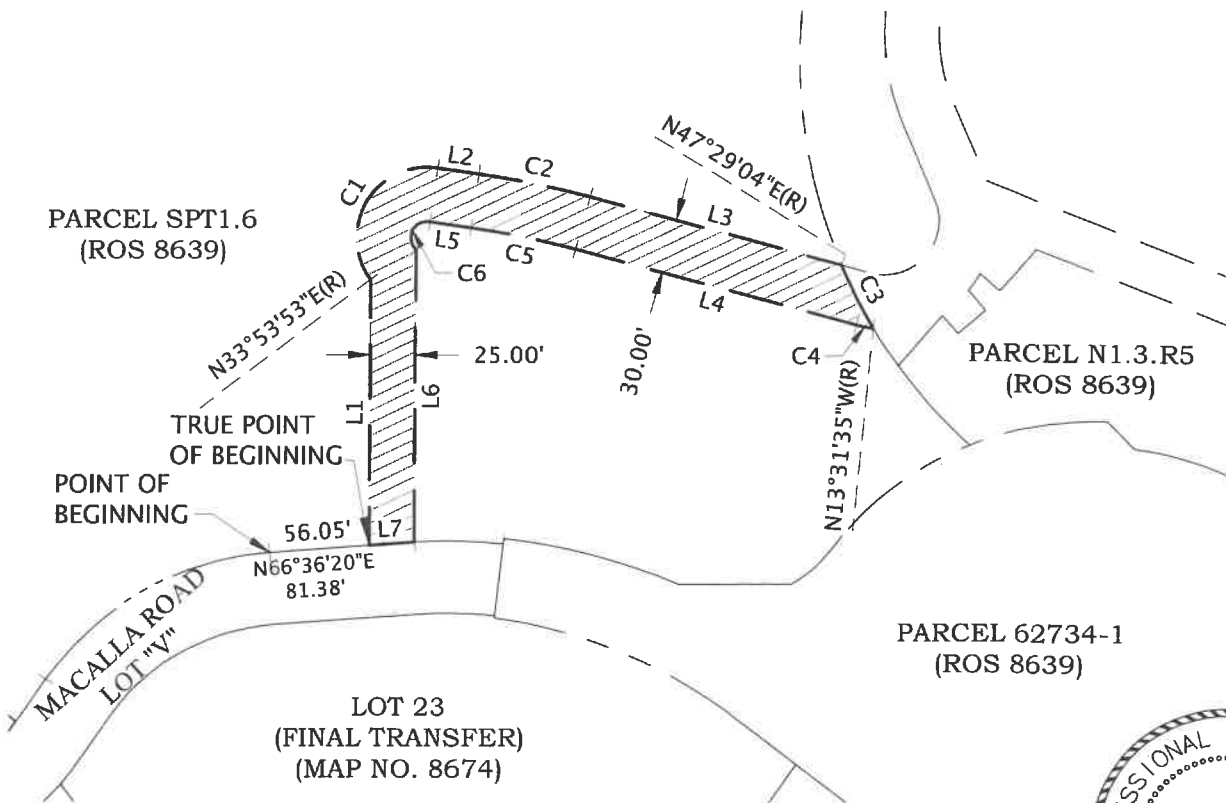 N47°29'04"E(R)
L2
C2
C1
L3
PARCEL SPT1.6
(ROS 8639)
L5
C5
C6
C3
L4
N33°53'53"E(R)
25.00'
30.00'
C4
PARCEL N1.3.R5
(ROS 8639)
L1
L6
N13°31'35"W(R)
TRUE POINT
OF BEGINNING
POINT OF
BEGINNING
56.05'
L7
N66°36'20"E
81.38'
MACALLA ROAD
LOT "V"
PARCEL 62734-1
(ROS 8639)
LOT 23
(FINAL TRANSFER)
(MAP NO. 8674)
SSIONAL